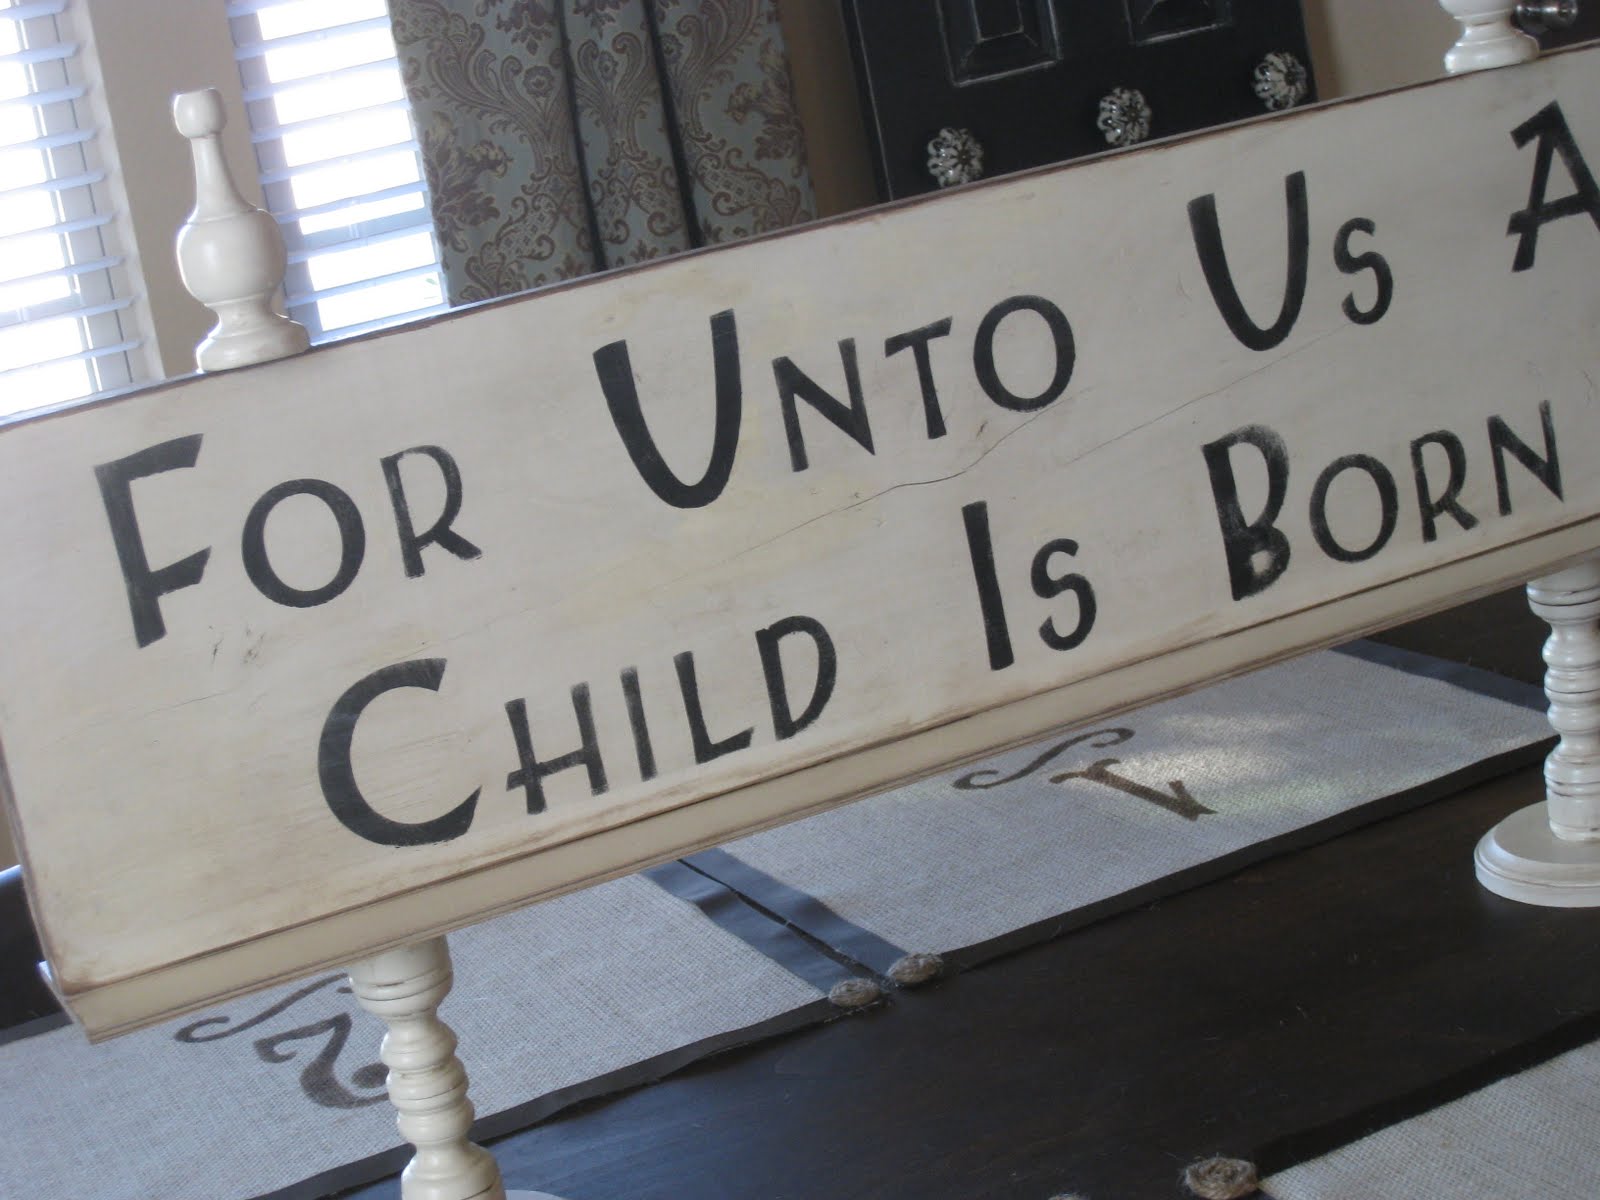 For Unto Us A
Child Is Born